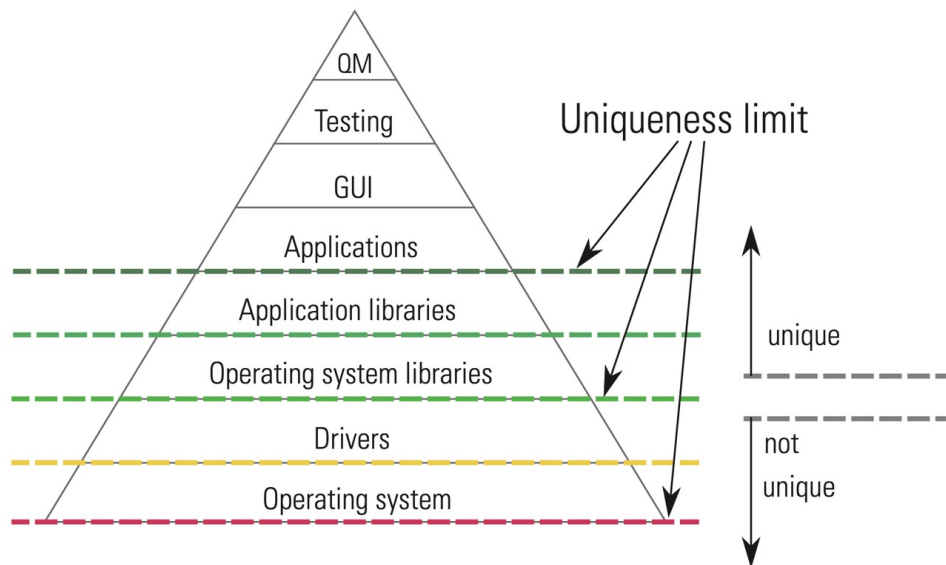 QM
Testing
Uniqueness limit
GUI
Applications
Application libraries
unique
Operating system libraries
Drivers
not
unique
Operating system